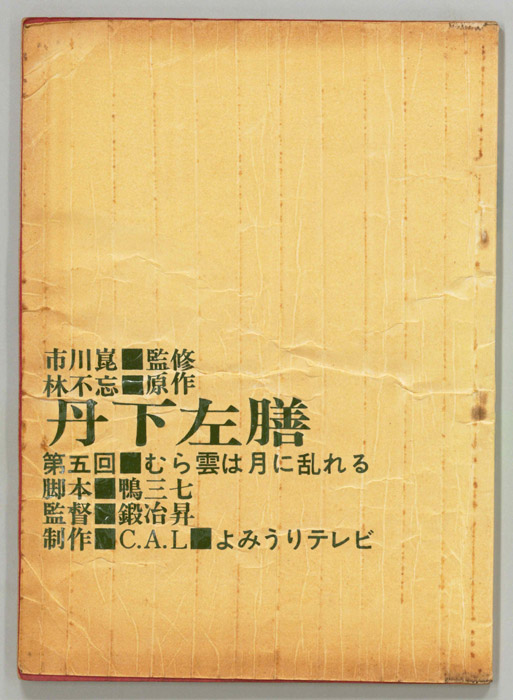 市川崑■監修
林不忘■原作
丹下左膳
第五回■むら雲は月に乱れる
脚本■鴨三七
監督■鍛冶昇
制作■C.A.L■よみうりテレビ